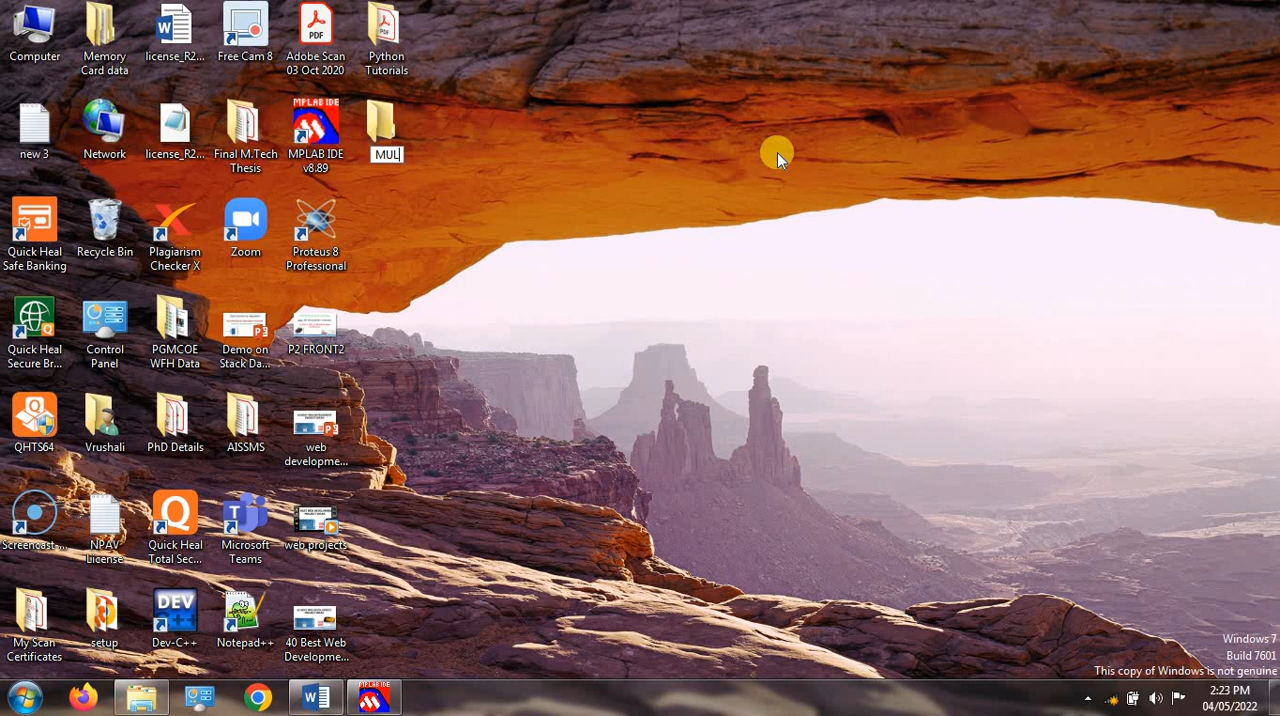 Computer
Memory
Card data
license_R2...
Free Cam 8
PDF
Adobe Scan
03 Oct 2020
Python
Tutorials
new 3
Network
license_R2...
Final M.Tech
Thesis
MPLAB IDE
MPLAB IDE
v8.89
MUL
Quick Heal
Safe Banking
Recycle Bin
Plagiarism
Checker X
Zoom
Proteus 8
Professional
Quick Heal
Secure Br...
Control
Panel
PGMCOE
WFH Data
Demo on
Stack Da...
P2 FRONT2
QHTS64
Vrushali
PhD Details
AISSMS
web
developme...
Screencast-...
NPAV
License
Quick Heal
Total Sec...
Microsoft
Teams
web projects
My Scan
Certificates
setup
DEV
Dev-C++
Notepad++
40 Best Web
Developme...
Windows 7
Build 7601
This copy of Windows is not genuine
MPLAB IDE
2:23 PM
04/05/2022